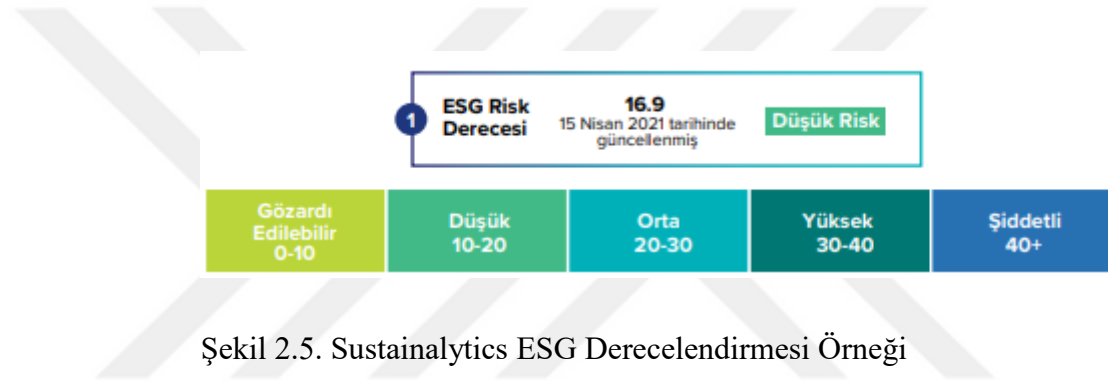 1
ESG Risk
Derecesi
16.9
15 Nisan 2021 tarihinde
güncellenmiş
Düşük Risk
Gözardı
Edilebilir
0-10
Düşük
10-20
Orta
20-30
Yüksek
30-40
Şiddetli
40+
Şekil 2.5. Sustainalytics ESG Derecelendirmesi Örneği